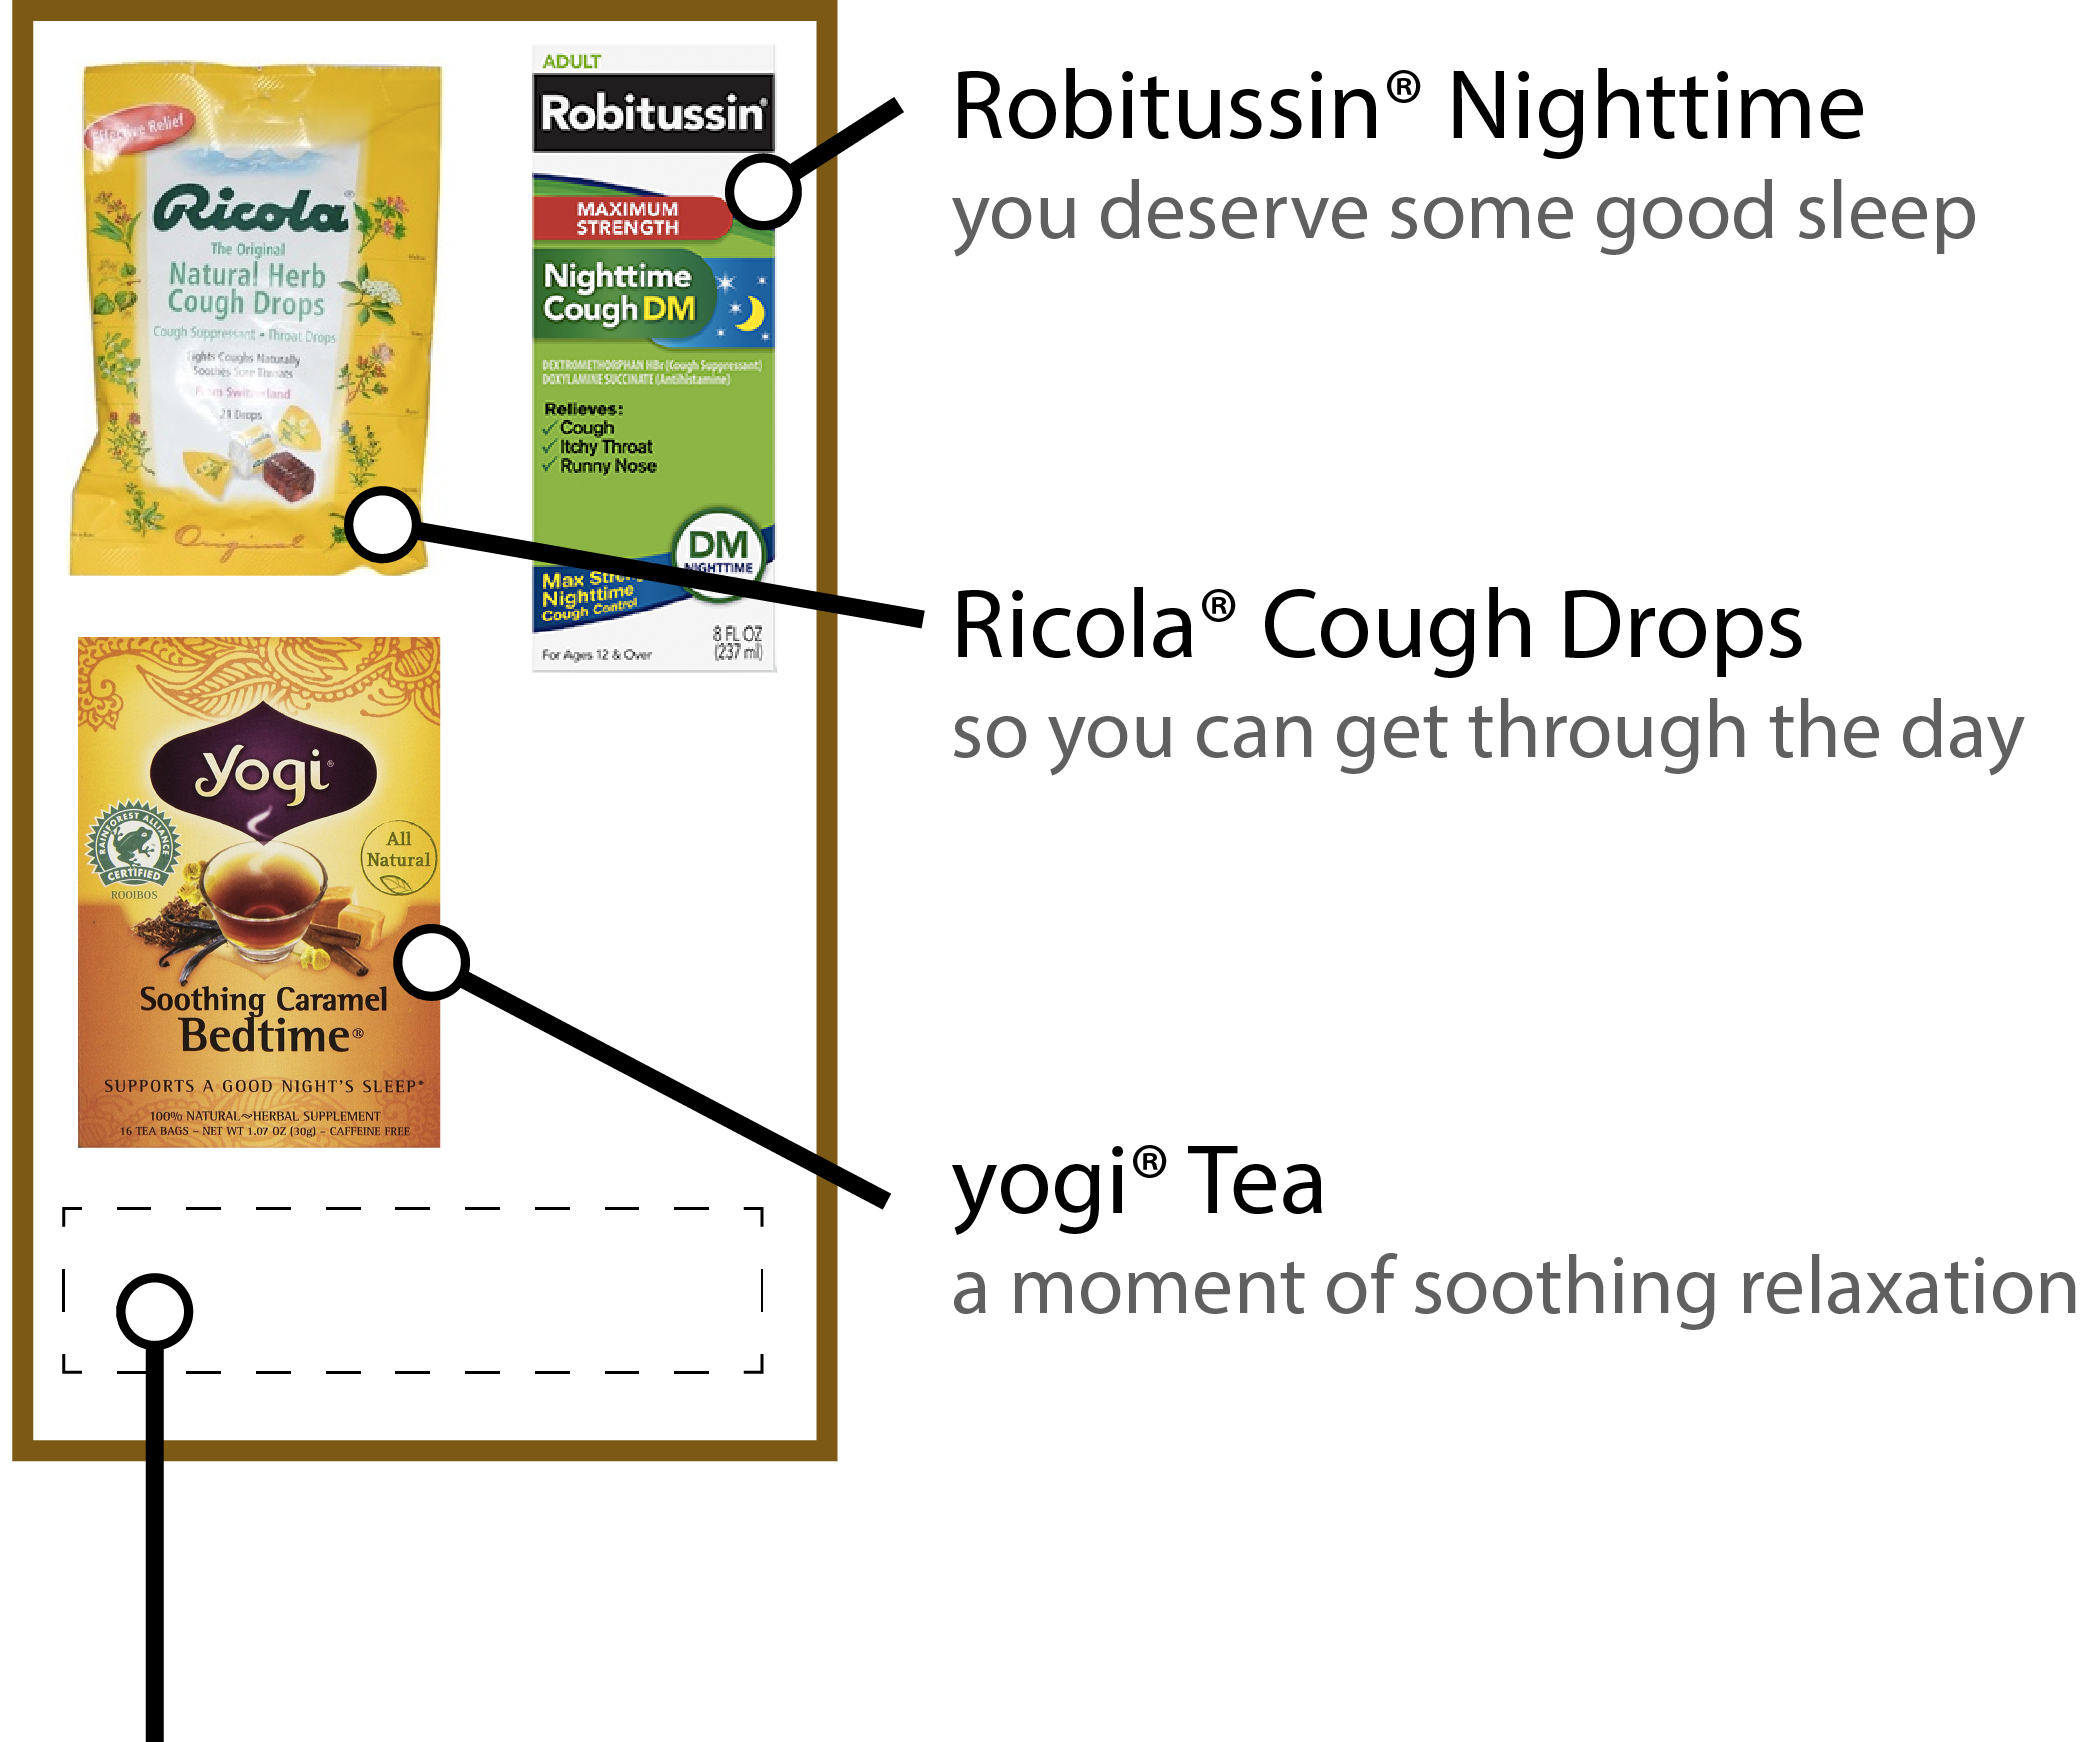 Effective Relief
Ricola®
The Original
Natural Herb
Cough Drops
Cough Suppressant • Throat Drops
Fights Coughs Naturally
Soothes Sore Throats
From Switzerland
21 Drops
Original
ADULT
Robitussin®
MAXIMUM
STRENGTH
Nighttime
Cough DM
DEXTROMETHORPHAN HBr (Cough Suppressant)
DOXYLAMINE SUCCINATE (Antihistamine)
Relieves:
✓ Cough
✓ Itchy Throat
✓ Runny Nose
DM
NIGHTTIME
Max
Nighttime
Cough Control
8 FL OZ
(237 ml)
For Ages 12 & Over
Robitussin® Nighttime
you deserve some good sleep
Ricola® Cough Drops
so you can get through the day
yogi®
RAINFOREST ALLIANCE
CERTIFIED
ROOIBOS
All
Natural
Soothing Caramel
Bedtime®
SUPPORTS A GOOD NIGHT'S SLEEP*
100% NATURAL~HERBAL SUPPLEMENT
16 TEA BAGS – NET WT 1.07 OZ (30g) – CAFFEINE FREE
yogi® Tea
a moment of soothing relaxation